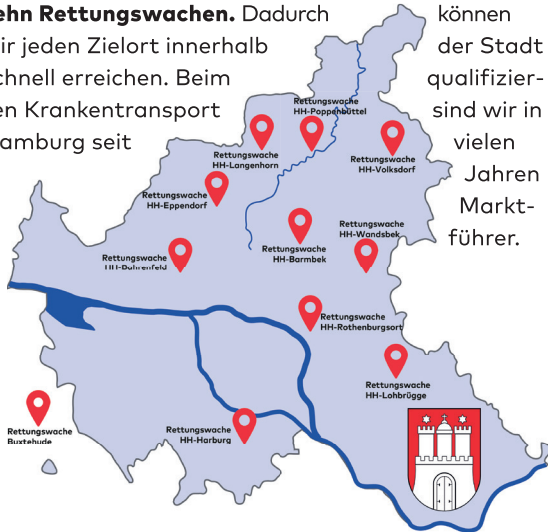 ehn Rettungswachen. Dadurch können
ir jeden Zielort innerhalb der Stadt
chnell erreichen. Beim qualifizier-
en Krankentransport sind wir in
amburg seit vielen
Jahren
Markt-
führer.
Rettungswache
HH-Poppenbüttel
Rettungswache
HH-Langenhorn
Rettungswache
HH-Volksdorf
Rettungswache
HH-Eppendorf
Rettungswache
HH-Wandsbek
Rettungswache
HH-Barmbek
Rettungswache
HH-Bahrenfeld
Rettungswache
HH-Rothenburgsort
Rettungswache
HH-Lohbrügge
Rettungswache
Buxtehude
Rettungswache
HH-Harburg